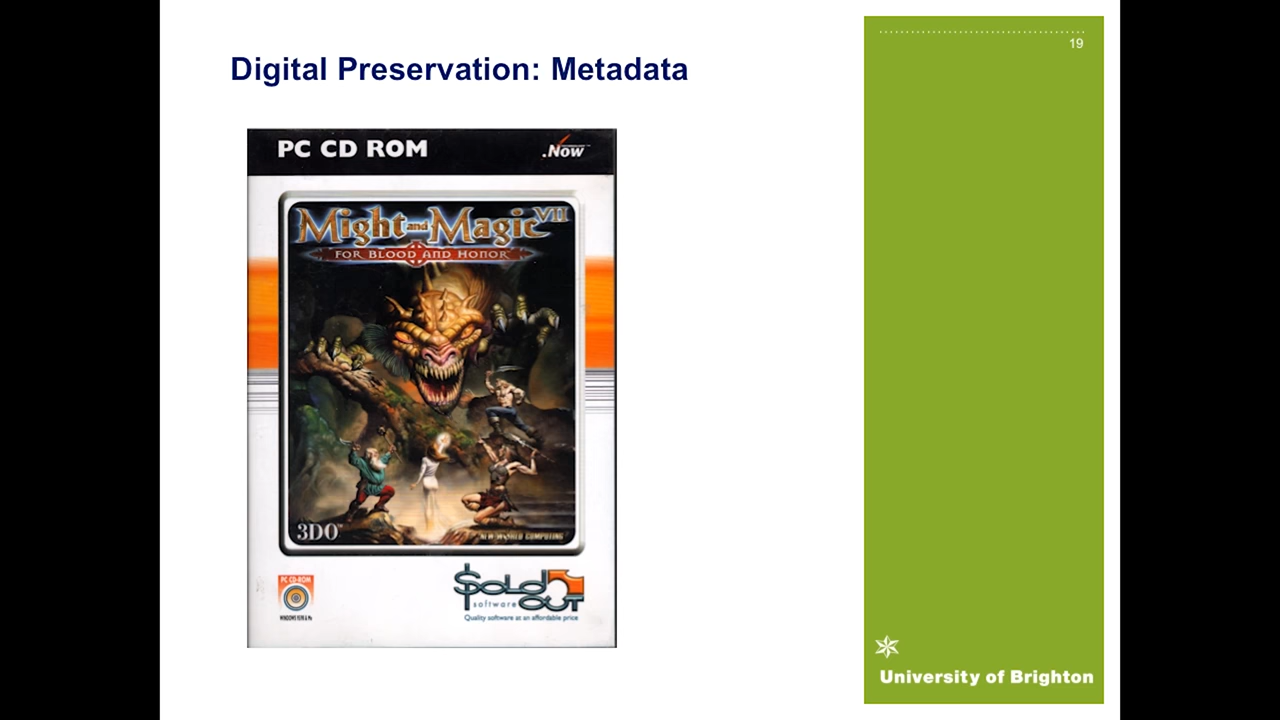 19
Digital Preservation: Metadata
PC CD ROM
.Now
Might and Magic VII
FOR BLOOD AND HONOR
3DO
NEW WORLD COMPUTING
PC CD-ROM
Sold
software OUT
Quality software at an affordable price
University of Brighton